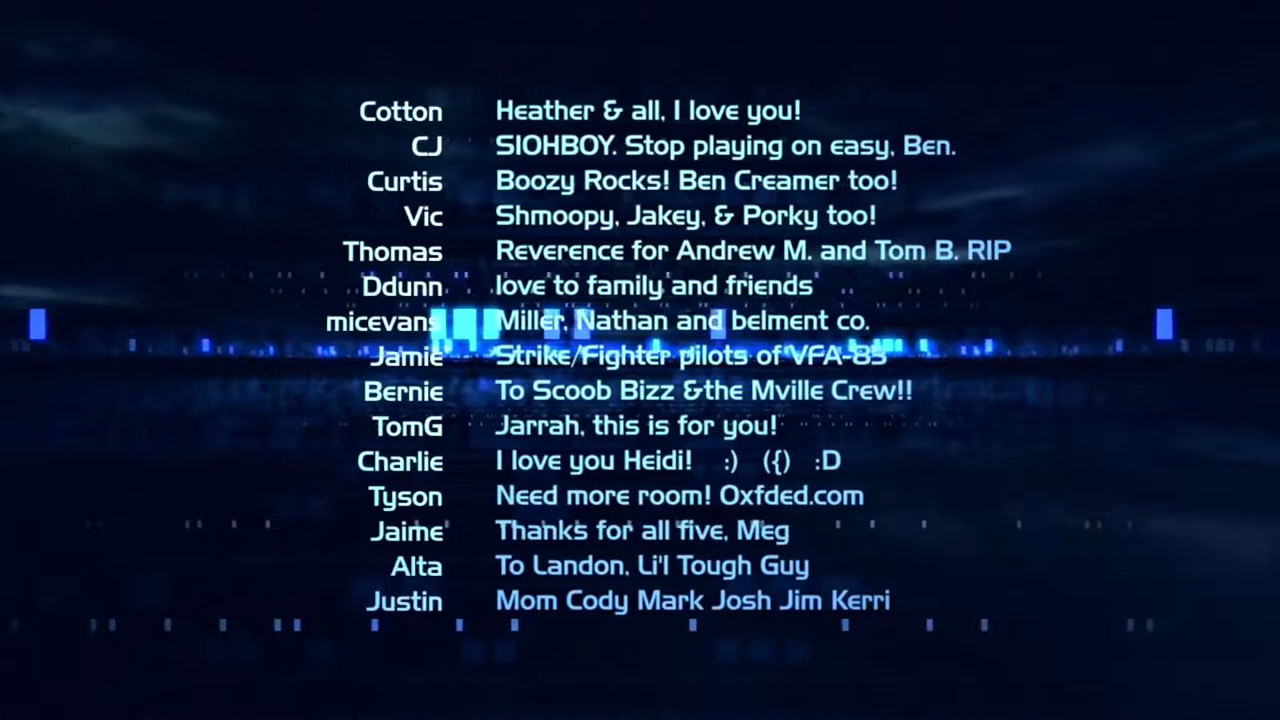 Cotton Heather & all, I love you!
CJ SIOHBOY. Stop playing on easy, Ben.
Curtis Boozy Rocks! Ben Creamer too!
Vic Shmoopy, Jakey, & Porky too!
Thomas Reverence for Andrew M. and Tom B. RIP
Ddunn love to family and friends
micevans Miller, Nathan and belment co.
Jamie Strike/Fighter pilots of VFA-83
Bernie To Scoob Bizz &the Mville Crew!!
TomG Jarrah, this is for you!
Charlie I love you Heidi! :) ({) :D
Tyson Need more room! Oxfded.com
Jaime Thanks for all five, Meg
Alta To Landon, Li'l Tough Guy
Justin Mom Cody Mark Josh Jim Kerri